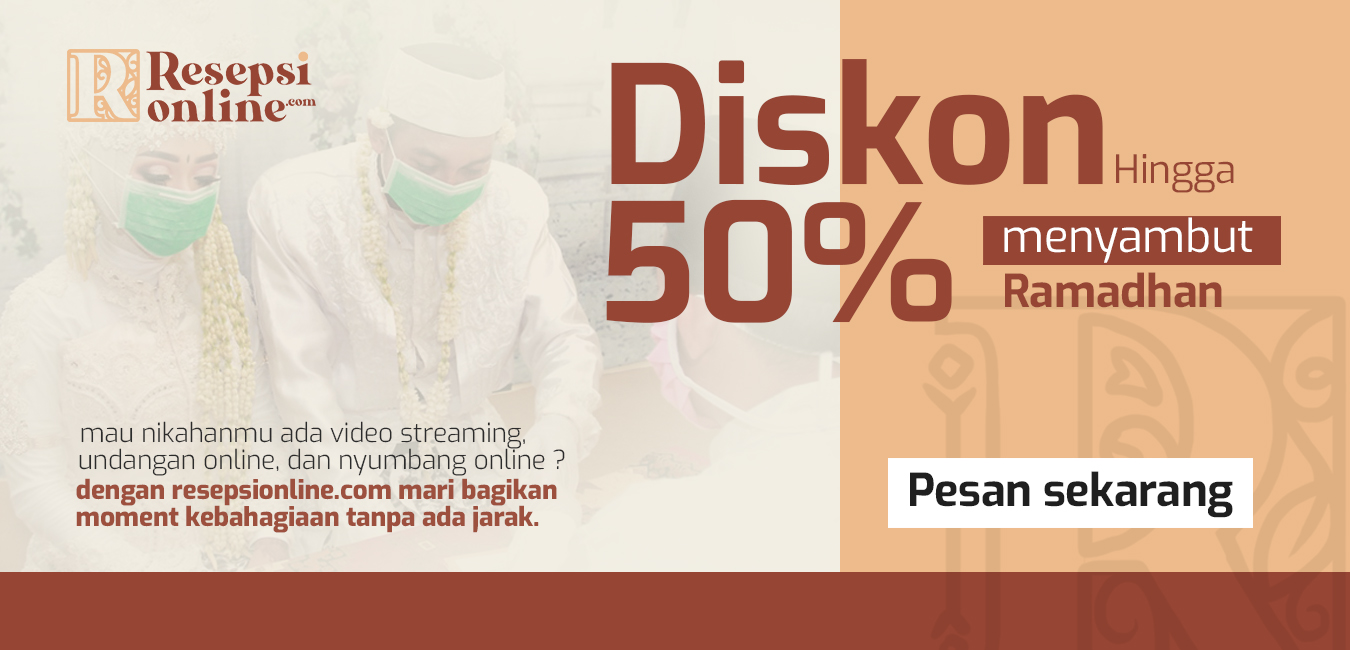 Resepsi
online.com
Diskon Hingga
50%
menyambut
Ramadhan
mau nikahanmu ada video streaming,
undangan online, dan nyumbang online ?
dengan resepsionline.com mari bagikan
moment kebahagiaan tanpa ada jarak.
Pesan sekarang